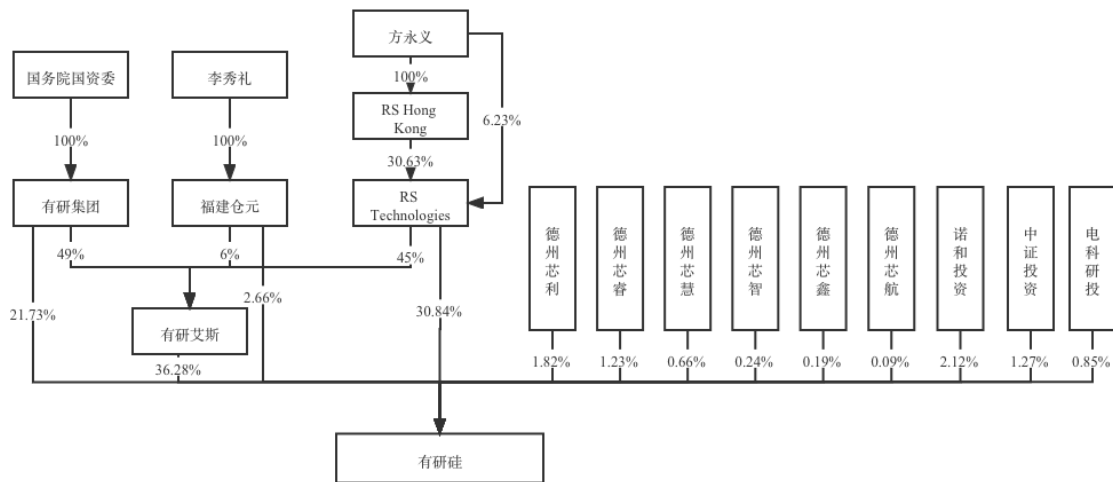 方永义
国务院国资委
李秀礼
100%
RS Hong
Kong
6.23%
100%
100%
30.63%
有研集团
福建仓元
RS
Technologies
德州芯利
德州芯睿
德州芯慧
德州芯智
德州芯鑫
德州芯航
诺和投资
中证投资
电科研投
49%
6%
45%
21.73%
2.66%
30.84%
有研艾斯
36.28%
1.82%
1.23%
0.66%
0.24%
0.19%
0.09%
2.12%
1.27%
0.85%
有研硅